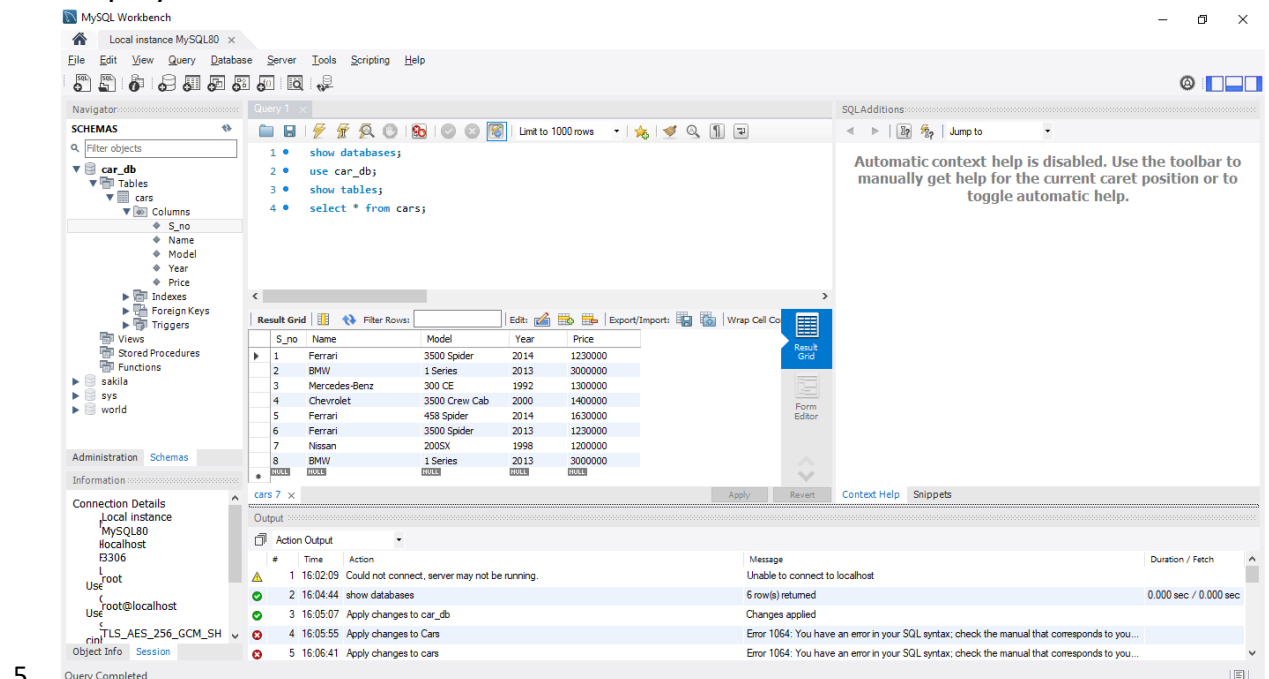 MySQL Workbench
Local instance MySQL80
File Edit View Query Database Server Tools Scripting Help
Navigator
SCHEMAS
Filter objects
car_db
Tables
cars
Columns
S_no
Name
Model
Year
Price
Indexes
Foreign Keys
Triggers
Views
Stored Procedures
Functions
sakila
sys
world
Administration Schemas
Information
Connection Details
Local instance
MySQL80
localhost
3306
root
Use
root@localhost
Use
TLS_AES_256_GCM_SH
Object Info Session
Query 1
Limit to 1000 rows
1 show databases;
2 use car_db;
3 show tables;
4 select * from cars;
Result Grid Filter Rows: Edit: Export/Import: Wrap Cell Co
S_no Name Model Year Price
1 Ferrari 3500 Spider 2014 1230000
2 BMW 1 Series 2013 3000000
3 Mercedes-Benz 300 CE 1992 1300000
4 Chevrolet 3500 Crew Cab 2000 1400000
5 Ferrari 458 Spider 2014 1630000
6 Ferrari 3500 Spider 2013 1230000
7 Nissan 200SX 1998 1200000
8 BMW 1 Series 2013 3000000
NULL NULL NULL NULL NULL
Result
Grid
Form
Editor
cars 7 Apply Revert
SQLAdditions
Jump to
Automatic context help is disabled. Use the toolbar to
manually get help for the current caret position or to
toggle automatic help.
Context Help Snippets
Output
Action Output
# Time Action Message Duration / Fetch
1 16:02:09 Could not connect, server may not be running. Unable to connect to localhost
2 16:04:44 show databases 6 row(s) returned 0.000 sec / 0.000 sec
3 16:05:07 Apply changes to car_db Changes applied
4 16:05:55 Apply changes to Cars Error 1064: You have an error in your SQL syntax; check the manual that corresponds to you...
5 16:06:41 Apply changes to cars Error 1064: You have an error in your SQL syntax; check the manual that corresponds to you...
5
Query Completed